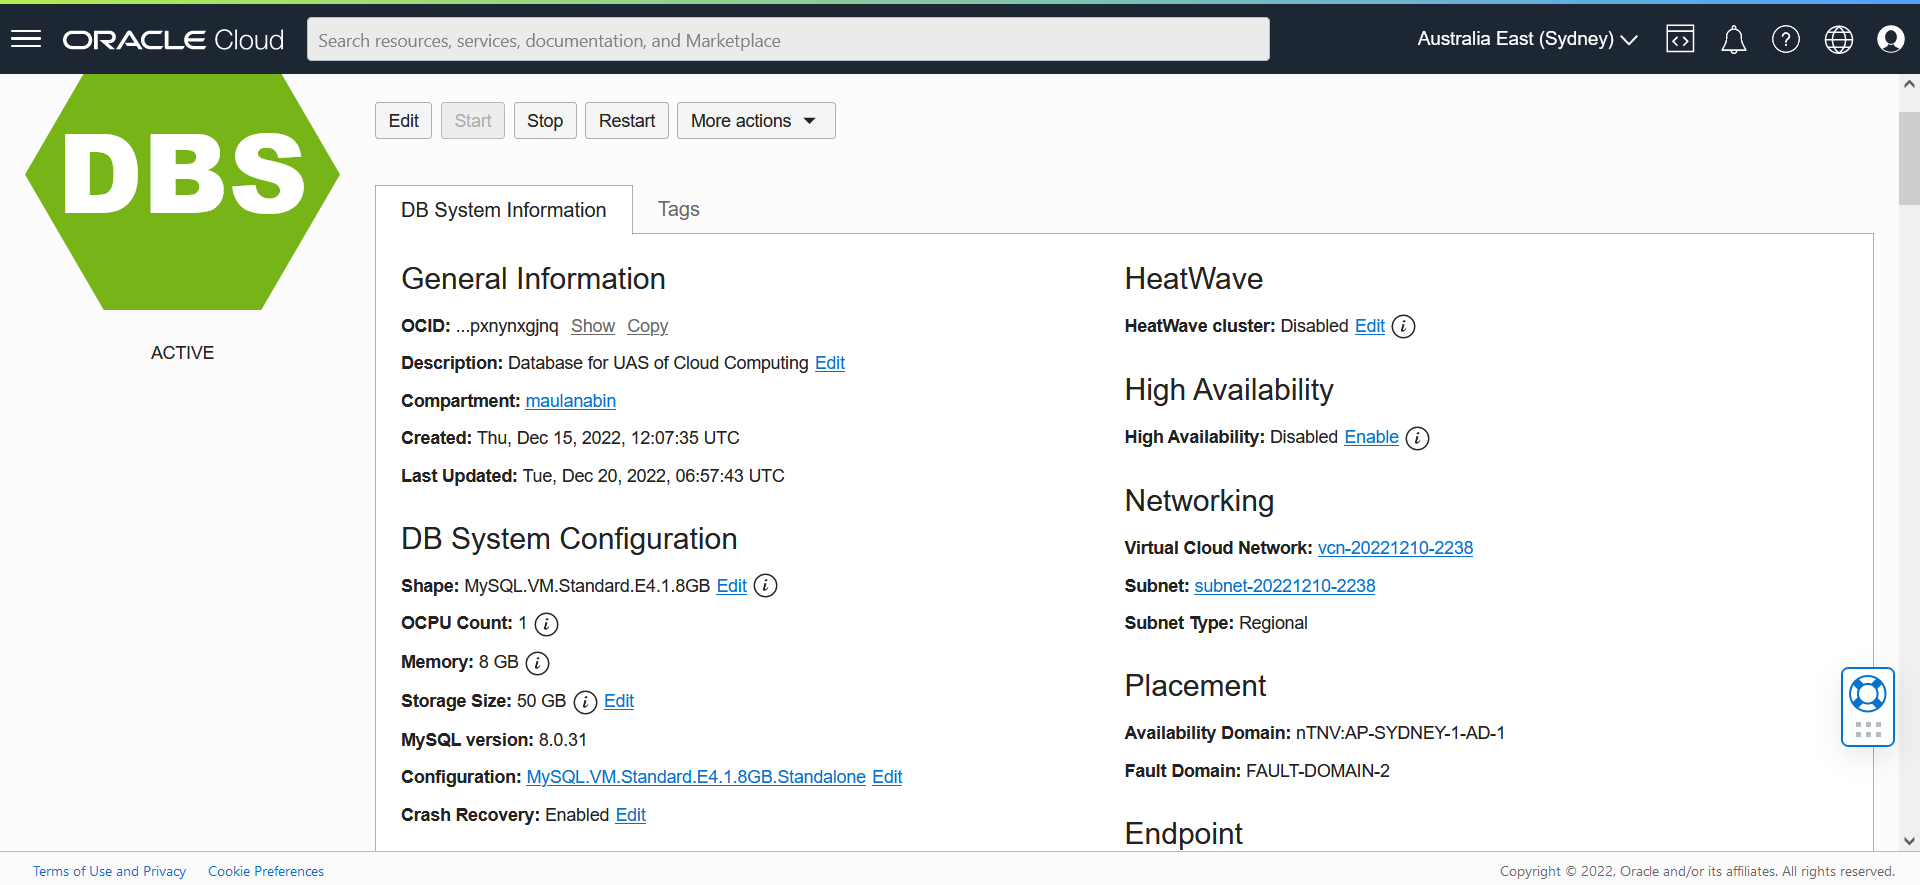 ORACLE Cloud
Search resources, services, documentation, and Marketplace
Australia East (Sydney)
DBS
ACTIVE
Edit
Start
Stop
Restart
More actions
DB System Information
Tags
General Information
OCID: ...pxnynxgjnq Show Copy
Description: Database for UAS of Cloud Computing Edit
Compartment: maulanabin
Created: Thu, Dec 15, 2022, 12:07:35 UTC
Last Updated: Tue, Dec 20, 2022, 06:57:43 UTC
DB System Configuration
Shape: MySQL.VM.Standard.E4.1.8GB Edit i
OCPU Count: 1 i
Memory: 8 GB i
Storage Size: 50 GB i Edit
MySQL version: 8.0.31
Configuration: MySQL.VM.Standard.E4.1.8GB.Standalone Edit
Crash Recovery: Enabled Edit
HeatWave
HeatWave cluster: Disabled Edit i
High Availability
High Availability: Disabled Enable i
Networking
Virtual Cloud Network: vcn-20221210-2238
Subnet: subnet-20221210-2238
Subnet Type: Regional
Placement
Availability Domain: nTNV:AP-SYDNEY-1-AD-1
Fault Domain: FAULT-DOMAIN-2
Endpoint
Terms of Use and Privacy
Cookie Preferences
Copyright © 2022, Oracle and/or its affiliates. All rights reserved.